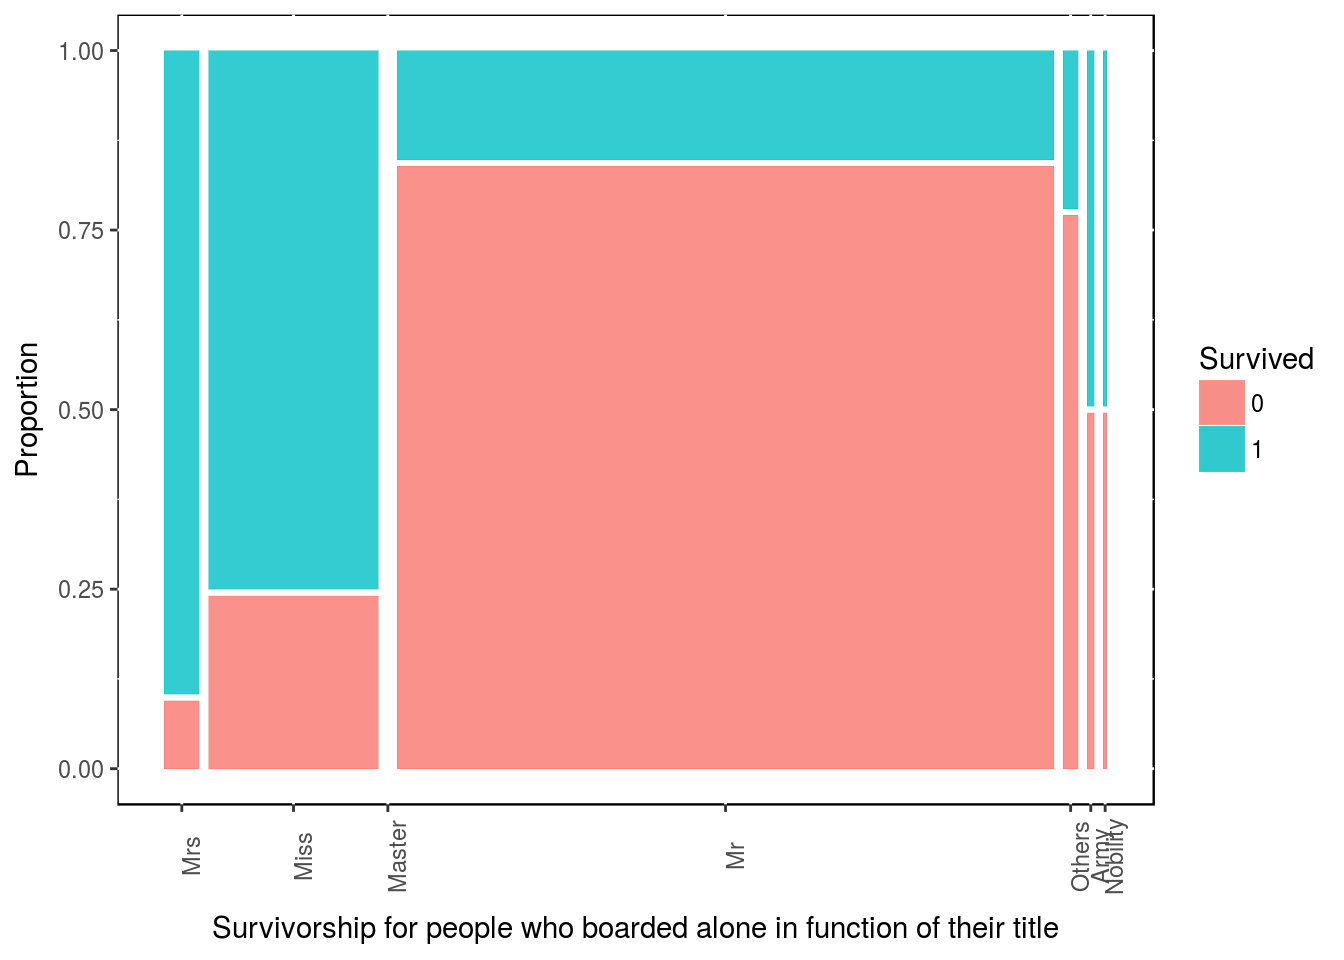 1.00
0.75
0.50
0.25
0.00
Proportion
Mrs
Miss
Master
Mr
Others
Army
Nobility
Survivorship for people who boarded alone in function of their title
Survived
0
1